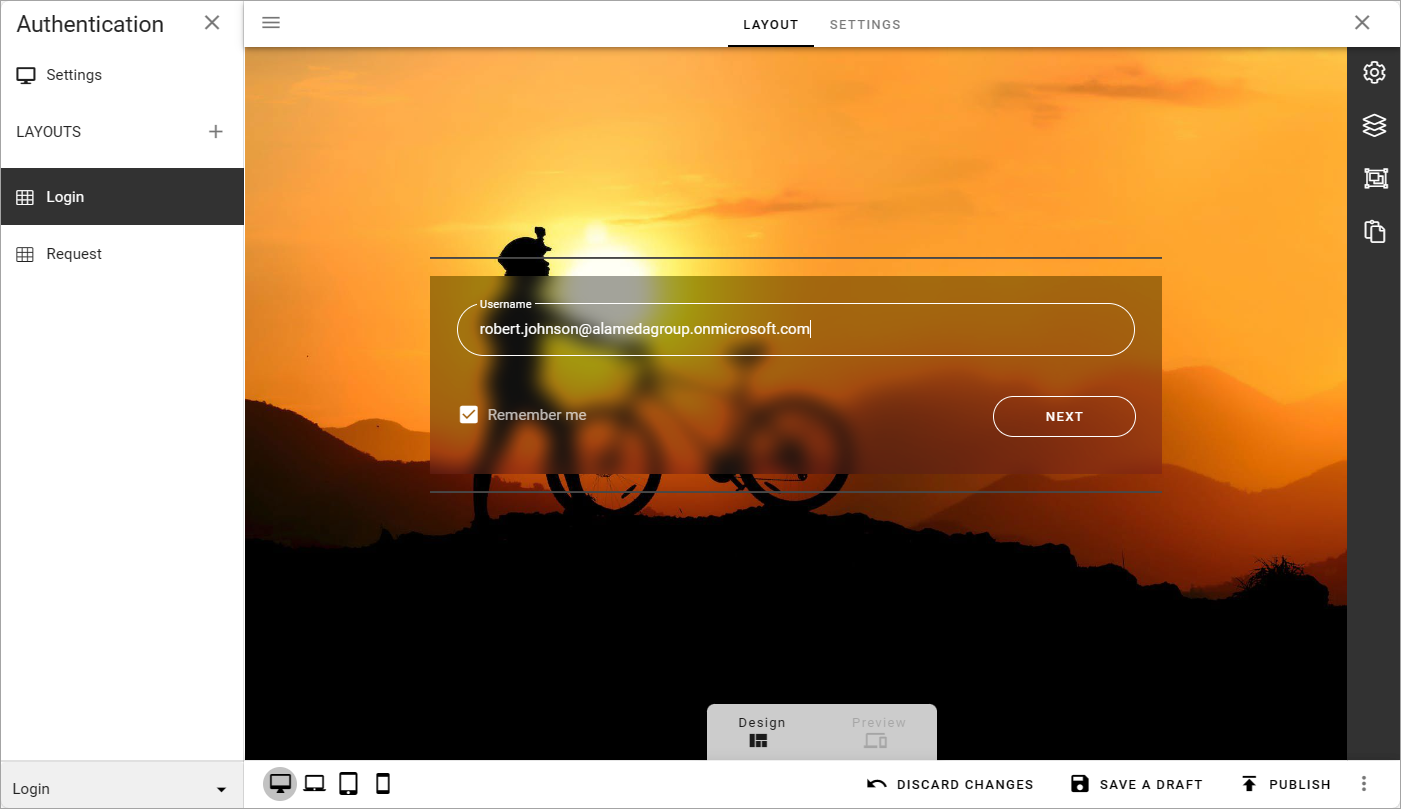 Authentication
Settings
LAYOUTS
Login
Request
Login
LAYOUT
SETTINGS
Username
robert.johnson@alamedagroup.onmicrosoft.com
Remember me
NEXT
Design
Preview
DISCARD CHANGES
SAVE A DRAFT
PUBLISH